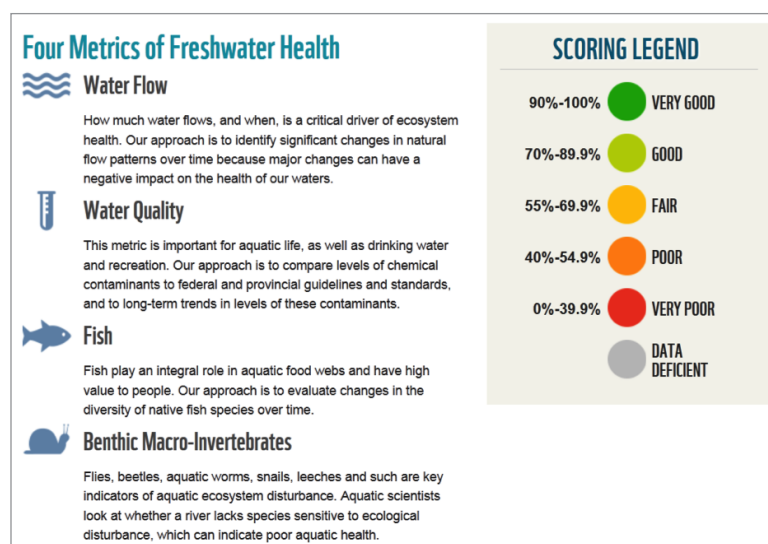 Four Metrics of Freshwater Health
Water Flow
How much water flows, and when, is a critical driver of ecosystem
health. Our approach is to identify significant changes in natural
flow patterns over time because major changes can have a
negative impact on the health of our waters.
Water Quality
This metric is important for aquatic life, as well as drinking water
and recreation. Our approach is to compare levels of chemical
contaminants to federal and provincial guidelines and standards,
and to long-term trends in levels of these contaminants.
Fish
Fish play an integral role in aquatic food webs and have high
value to people. Our approach is to evaluate changes in the
diversity of native fish species over time.
Benthic Macro-Invertebrates
Flies, beetles, aquatic worms, snails, leeches and such are key
indicators of aquatic ecosystem disturbance. Aquatic scientists
look at whether a river lacks species sensitive to ecological
disturbance, which can indicate poor aquatic health.
SCORING LEGEND
90%-100% VERY GOOD
70%-89.9% GOOD
55%-69.9% FAIR
40%-54.9% POOR
0%-39.9% VERY POOR
DATA
DEFICIENT